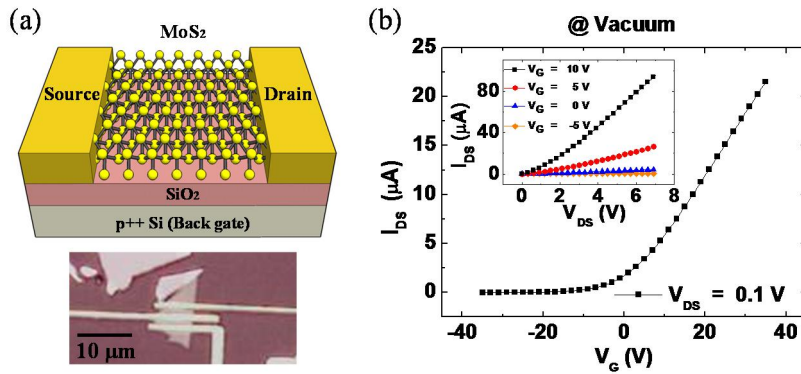 (a)
MoS₂
Source
Drain
SiO₂
p++ Si (Back gate)
10 μm
@ Vacuum
(b)
25
20
15
10
5
0
I_DS (μA)
-40
-20
0
20
40
V_G (V)
V_DS = 0.1 V
80
40
0
I_DS (μA)
0
2
4
6
8
V_DS (V)
V_G = 10 V
V_G = 5 V
V_G = 0 V
V_G = -5 V